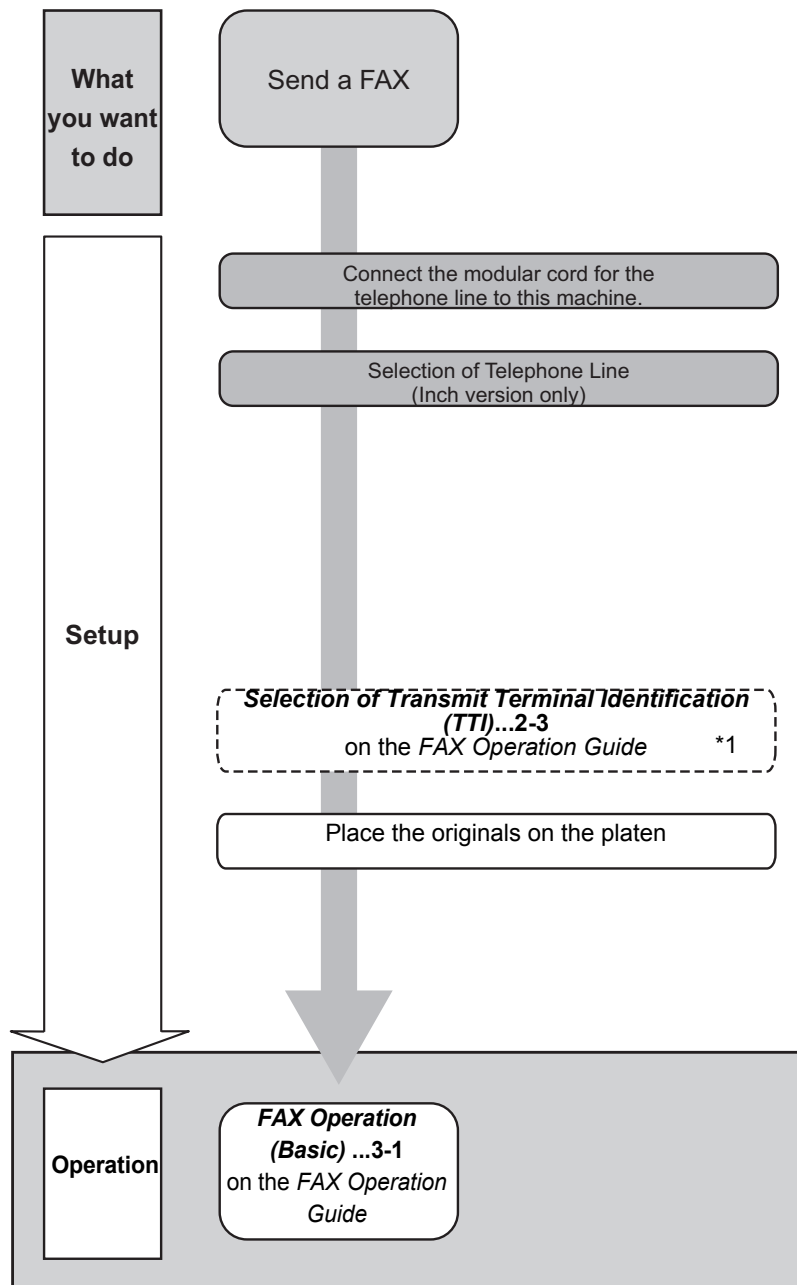 What
you want
to do
Send a FAX
Connect the modular cord for the
telephone line to this machine.
Selection of Telephone Line
(Inch version only)
Setup
Selection of Transmit Terminal Identification
(TTI)...2-3
on the FAX Operation Guide *1
Place the originals on the platen
Operation
FAX Operation
(Basic) ...3-1
on the FAX Operation
Guide